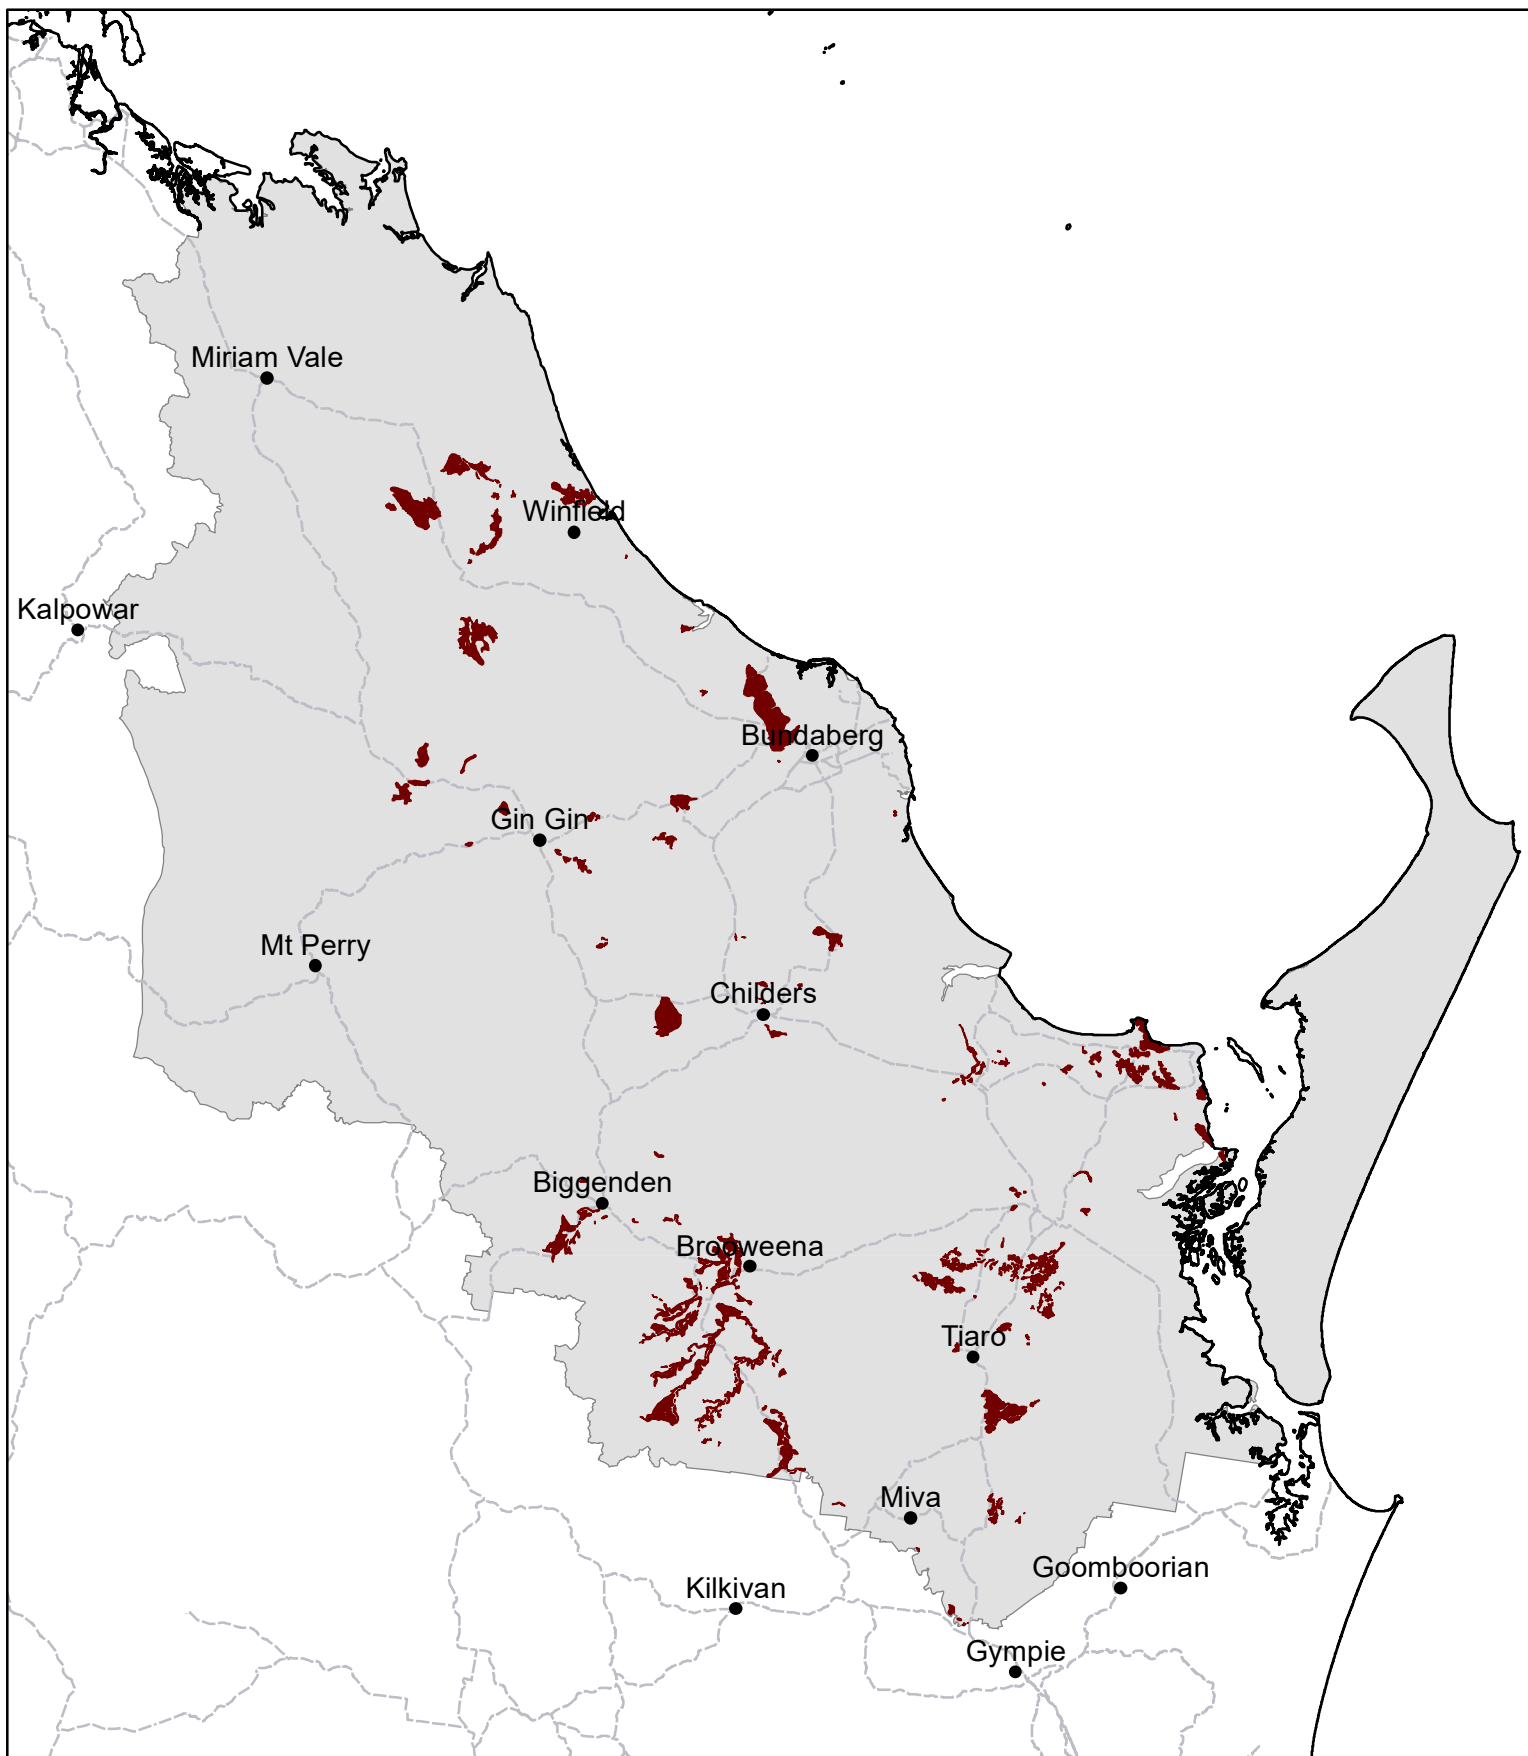 Miriam Vale
Winfield
Kalpowar
Bundaberg
Gin Gin
Mt Perry
Childers
Biggenden
Brooweena
Tiaro
Miva
Goomboorian
Kilkivan
Gympie